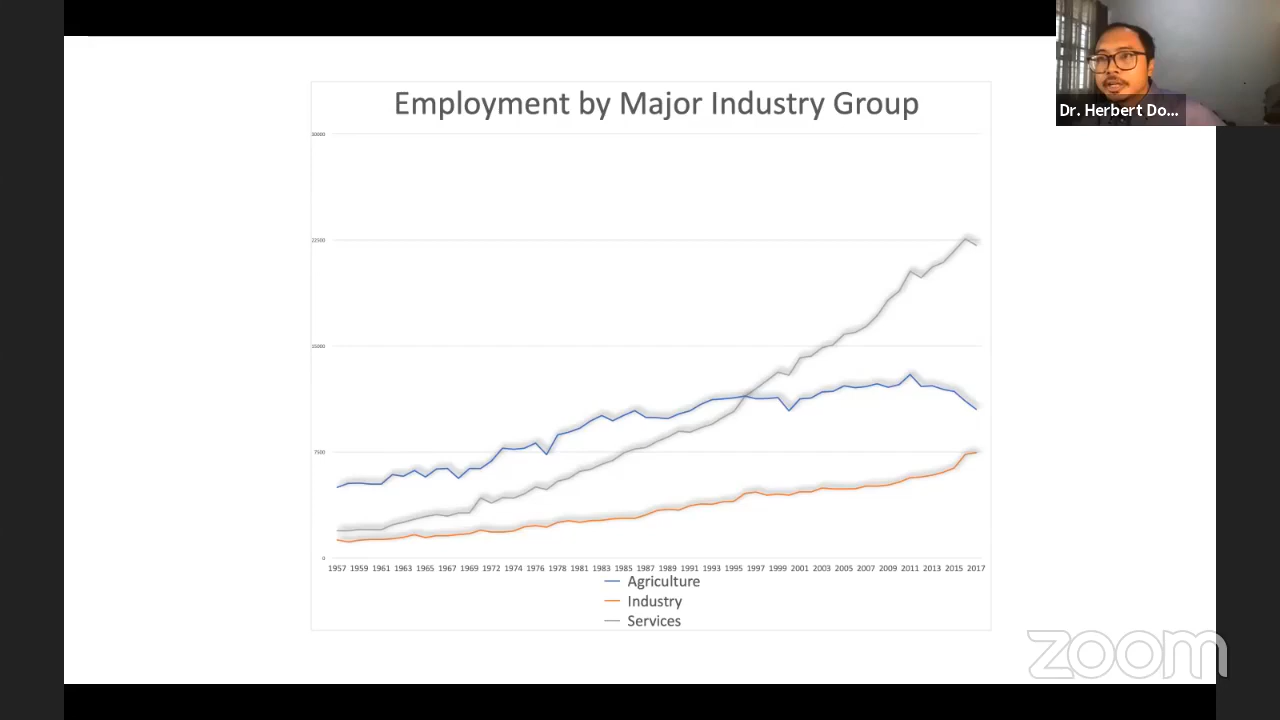 Employment by Major Industry Group
Dr. Herbert Do...
30000
22500
15000
7500
0
1957 1959 1961 1963 1965 1967 1969 1972 1974 1976 1978 1981 1983 1985 1987 1989 1991 1993 1995 1997 1999 2001 2003 2005 2007 2009 2011 2013 2015 2017
Agriculture
Industry
Services
zoom